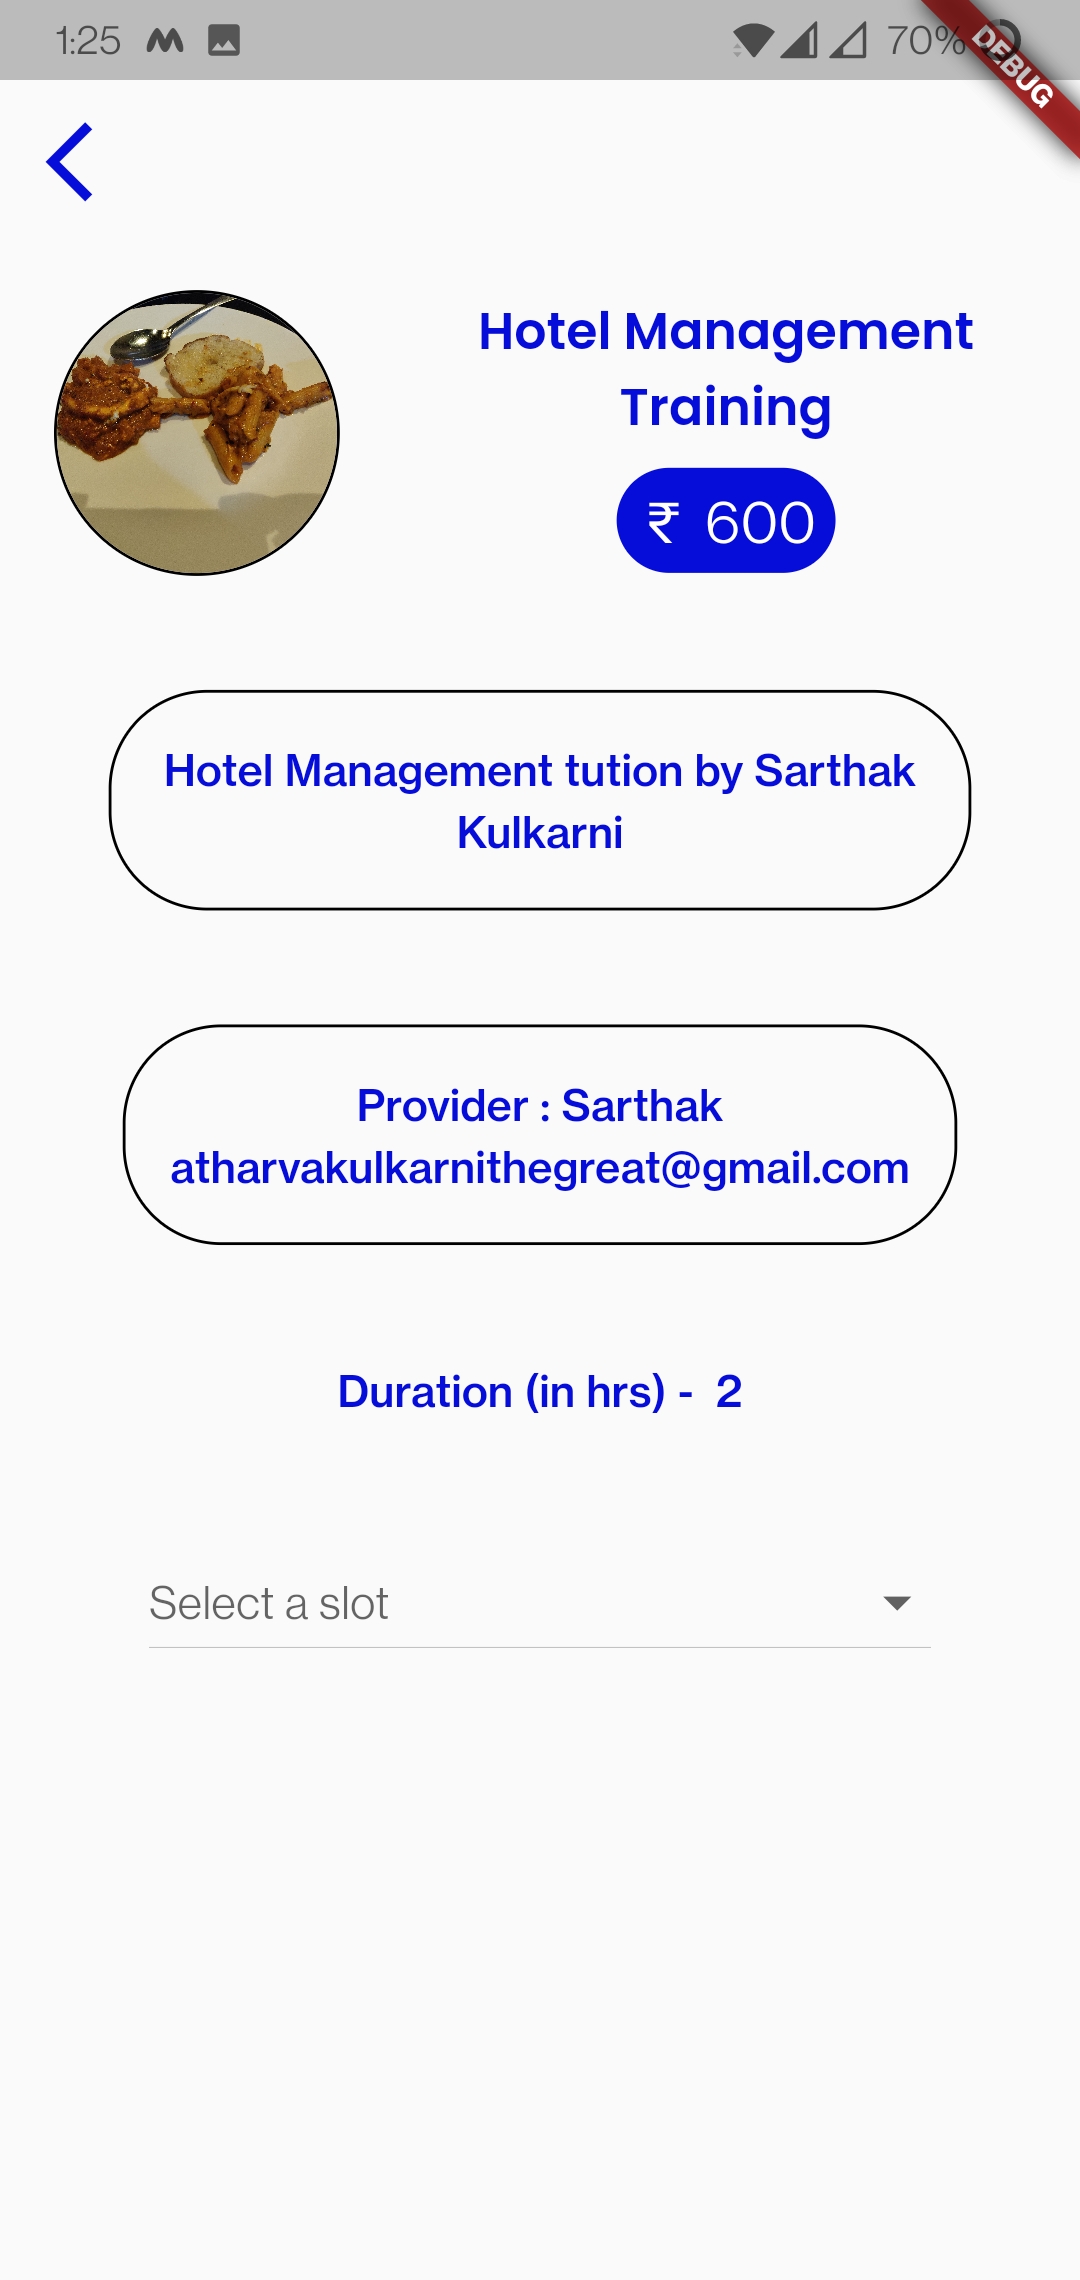 1:25
70%
DEBUG
Hotel Management
Training
₹ 600
Hotel Management tution by Sarthak
Kulkarni
Provider : Sarthak
atharvakulkarnithegreat@gmail.com
Duration (in hrs) - 2
Select a slot